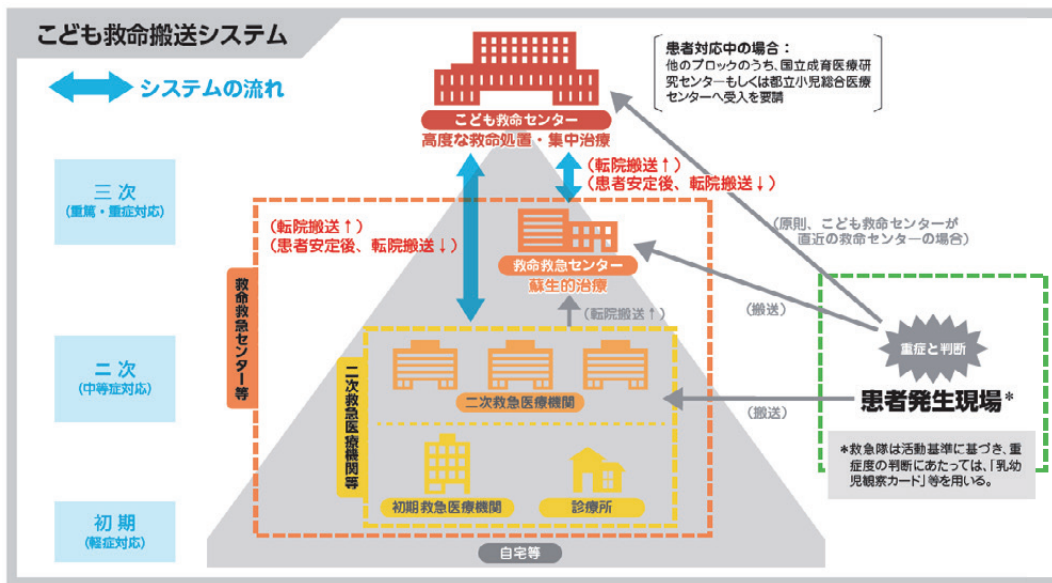 こども救命搬送システム
システムの流れ
患者対応中の場合：
他のブロックのうち、国立成育医療研
究センターもしくは都立小児総合医療
センターへ受入を要請
こども救命センター
高度な救命処置・集中治療
三次
(重篤・重症対応)
(転院搬送↑)
(患者安定後、転院搬送↓)
(転院搬送↑)
(患者安定後、転院搬送↓)
(原則、こども救命センターが
直近の救命センターの場合)
救命救急センター
蘇生的治療
救命救急センター等
(転院搬送↑)
(搬送)
重症と判断
患者発生現場*
二次
(中等症対応)
二次救急医療機関等
二次救急医療機関
(搬送)
*救急隊は活動基準に基づき、重
症度の判断にあたっては、「乳幼
児観察カード」等を用いる。
初期救急医療機関
診療所
初期
(軽症対応)
自宅等